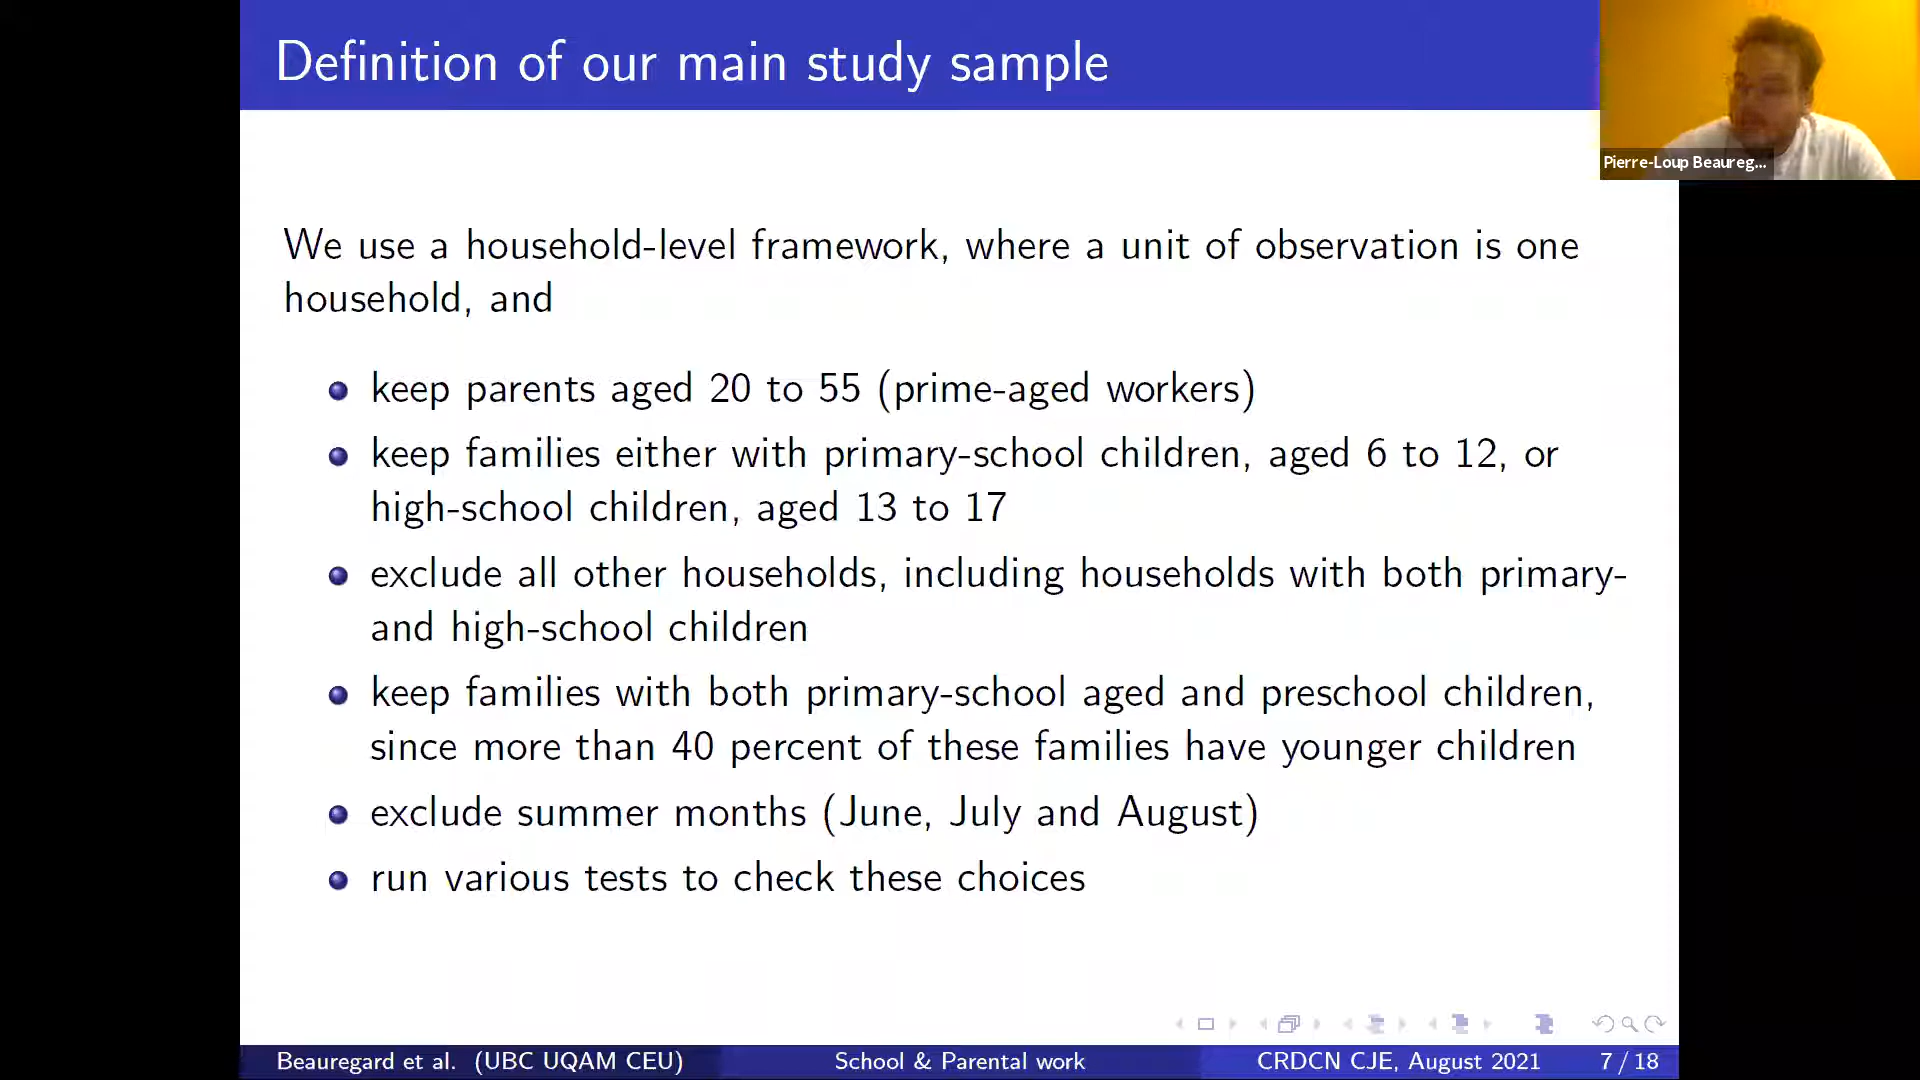 Definition of our main study sample
Pierre-Loup Beaureg...
We use a household-level framework, where a unit of observation is one
household, and
keep parents aged 20 to 55 (prime-aged workers)
keep families either with primary-school children, aged 6 to 12, or
high-school children, aged 13 to 17
exclude all other households, including households with both primary-
and high-school children
keep families with both primary-school aged and preschool children,
since more than 40 percent of these families have younger children
exclude summer months (June, July and August)
run various tests to check these choices
Beauregard et al. (UBC UQAM CEU) School & Parental work CRDCN CJE, August 2021 7 / 18